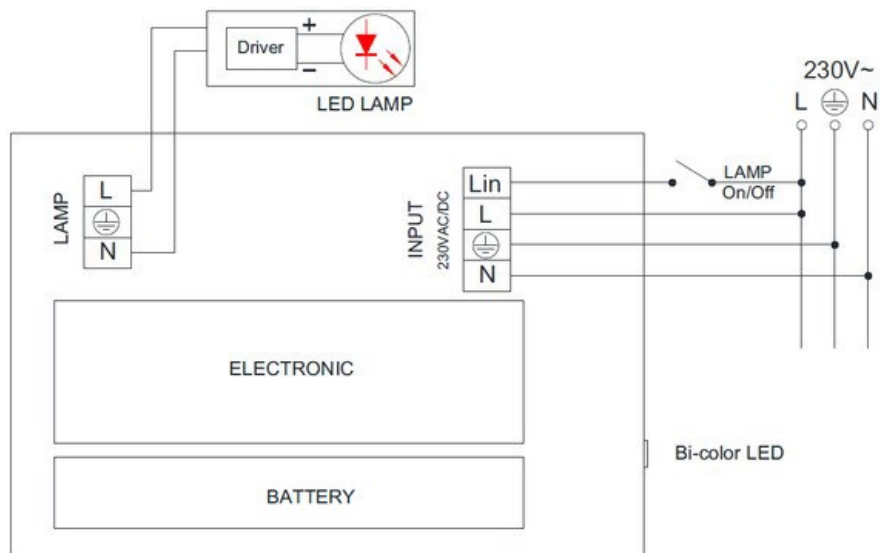 Driver
+
−
LED LAMP
230V~
L
N
LAMP
L
N
INPUT
230VAC/DC
Lin
L
N
LAMP
On/Off
ELECTRONIC
Bi-color LED
BATTERY